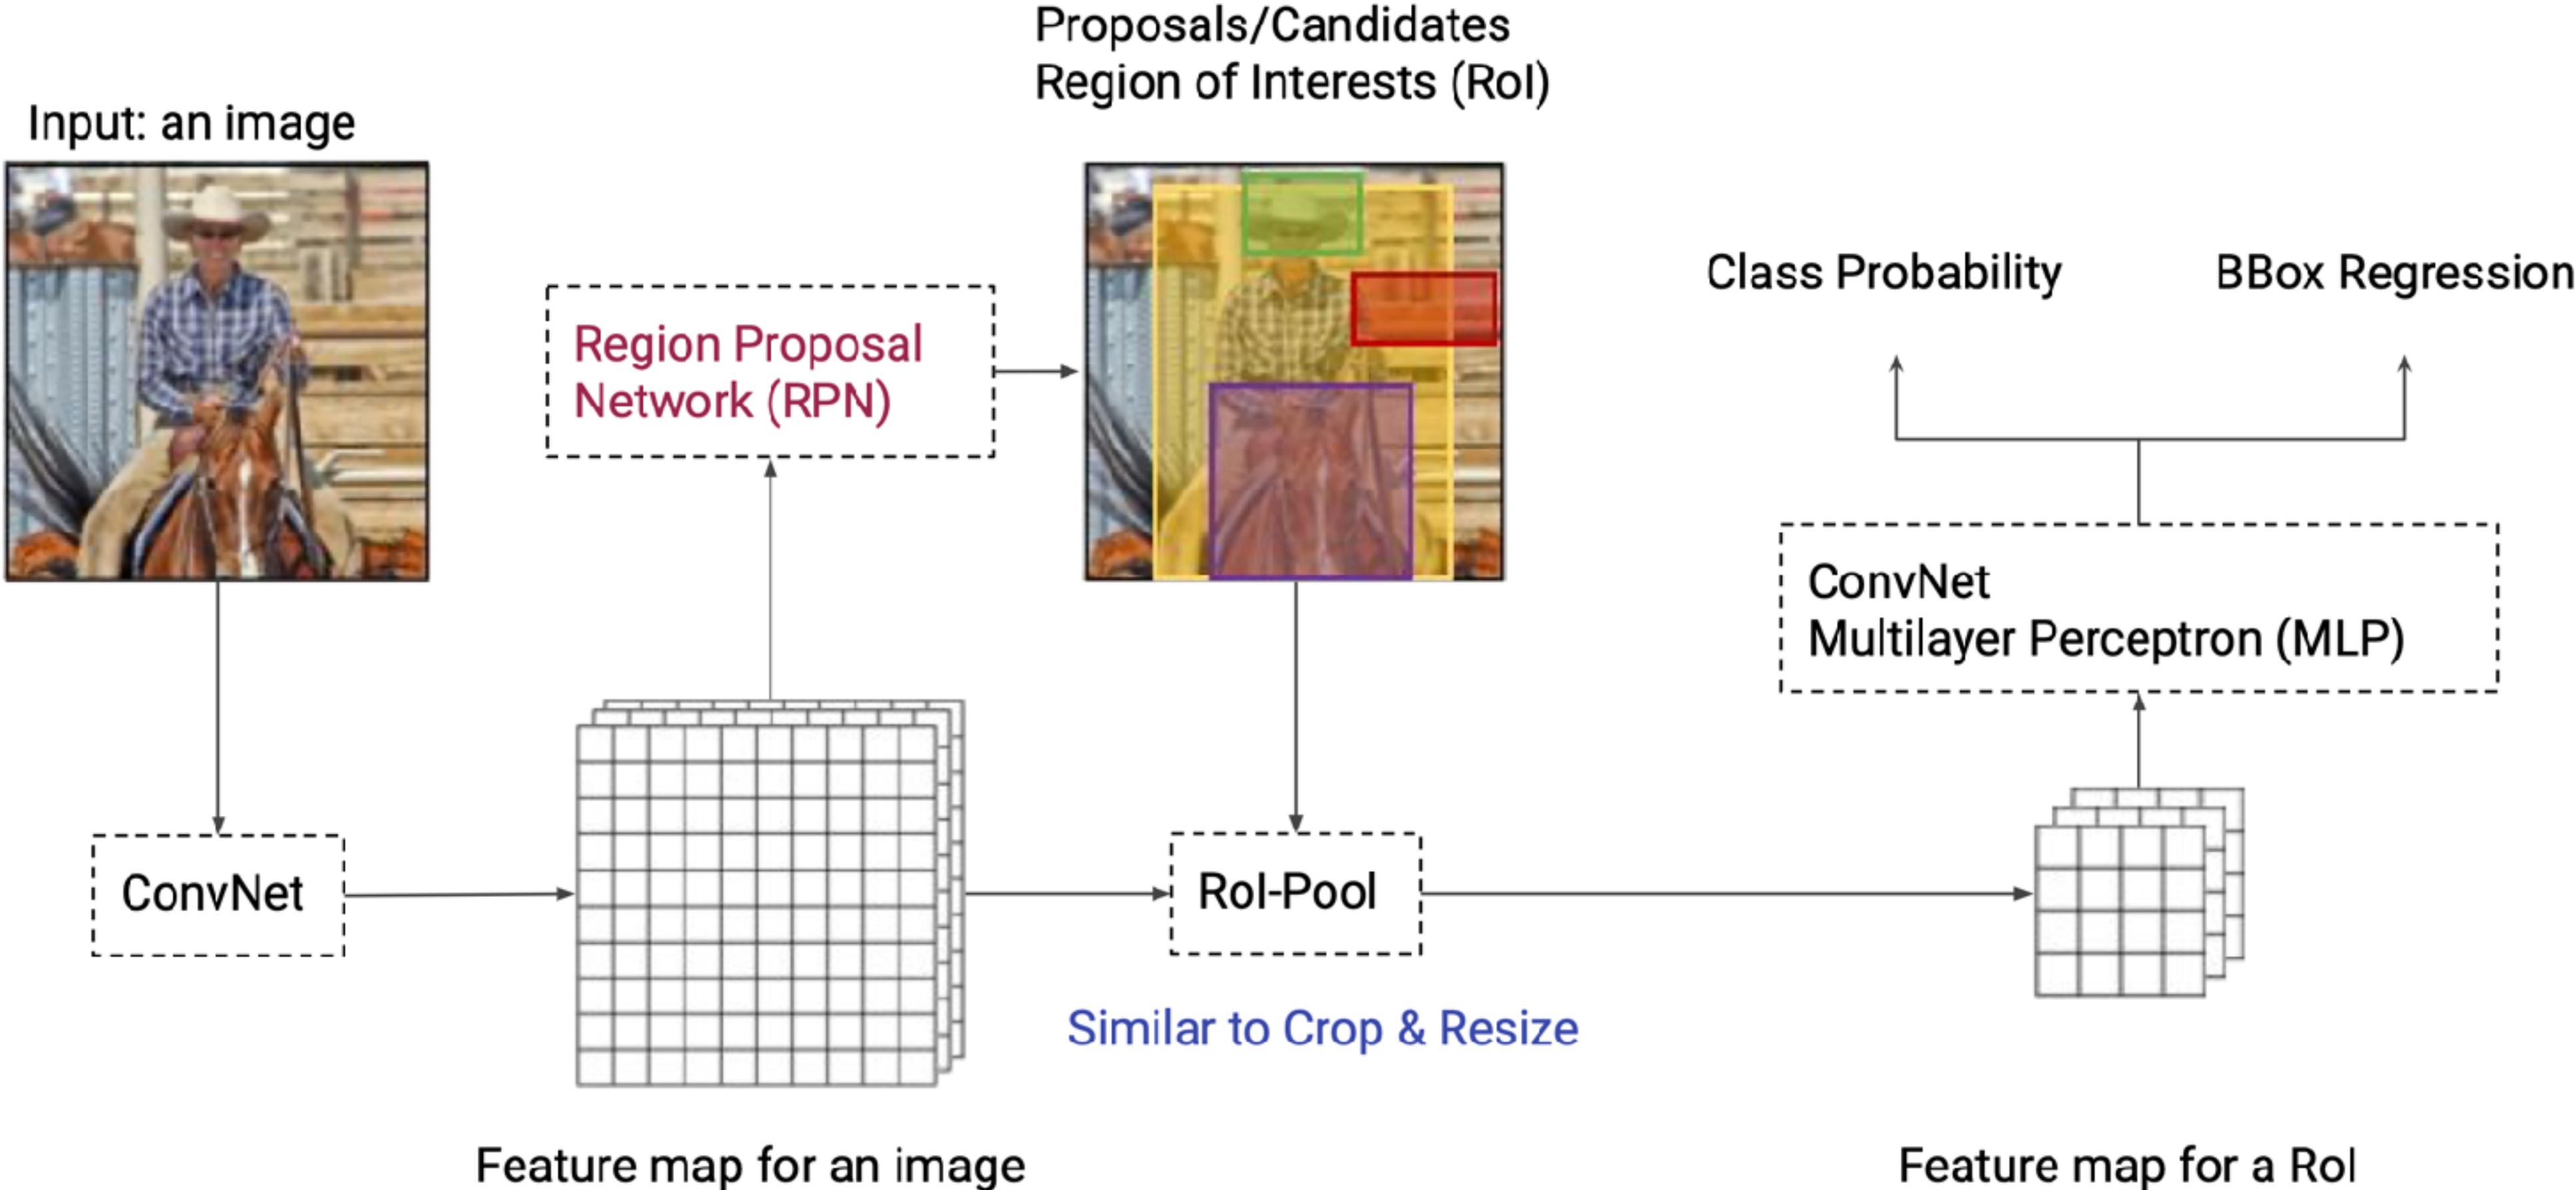 Proposals/Candidates
Region of Interests (RoI)
Input: an image
Class Probability
BBox Regression
Region Proposal
Network (RPN)
ConvNet
Multilayer Perceptron (MLP)
ConvNet
RoI-Pool
Similar to Crop & Resize
Feature map for an image
Feature map for a RoI